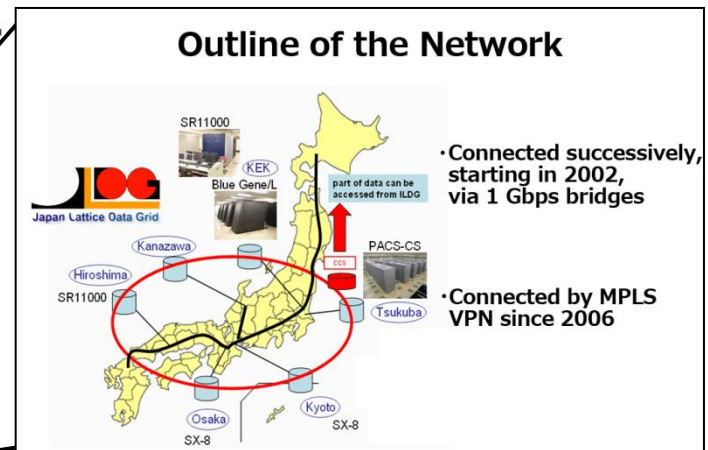 Outline of the Network
SR11000
KEK
Blue Gene/L
part of data can be
accessed from ILDG
·Connected successively,
starting in 2002,
via 1 Gbps bridges
Japan Lattice Data Grid
Kanazawa
PACS-CS
ccs
Hiroshima
SR11000
Tsukuba
·Connected by MPLS
VPN since 2006
Osaka
SX-8
Kyoto
SX-8